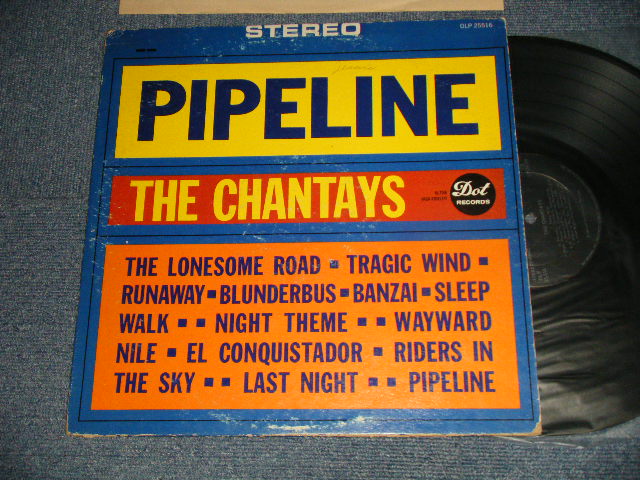 STEREO
DLP 25516
PIPELINE
THE CHANTAYS
Dot
RECORDS
THE LONESOME ROAD ▪ TRAGIC WIND ▪
RUNAWAY ▪ BLUNDERBUS ▪ BANZAI ▪ SLEEP
WALK ▪ ▪ NIGHT THEME ▪ ▪ WAYWARD
NILE ▪ EL CONQUISTADOR ▪ RIDERS IN
THE SKY ▪ ▪ LAST NIGHT ▪ ▪ PIPELINE